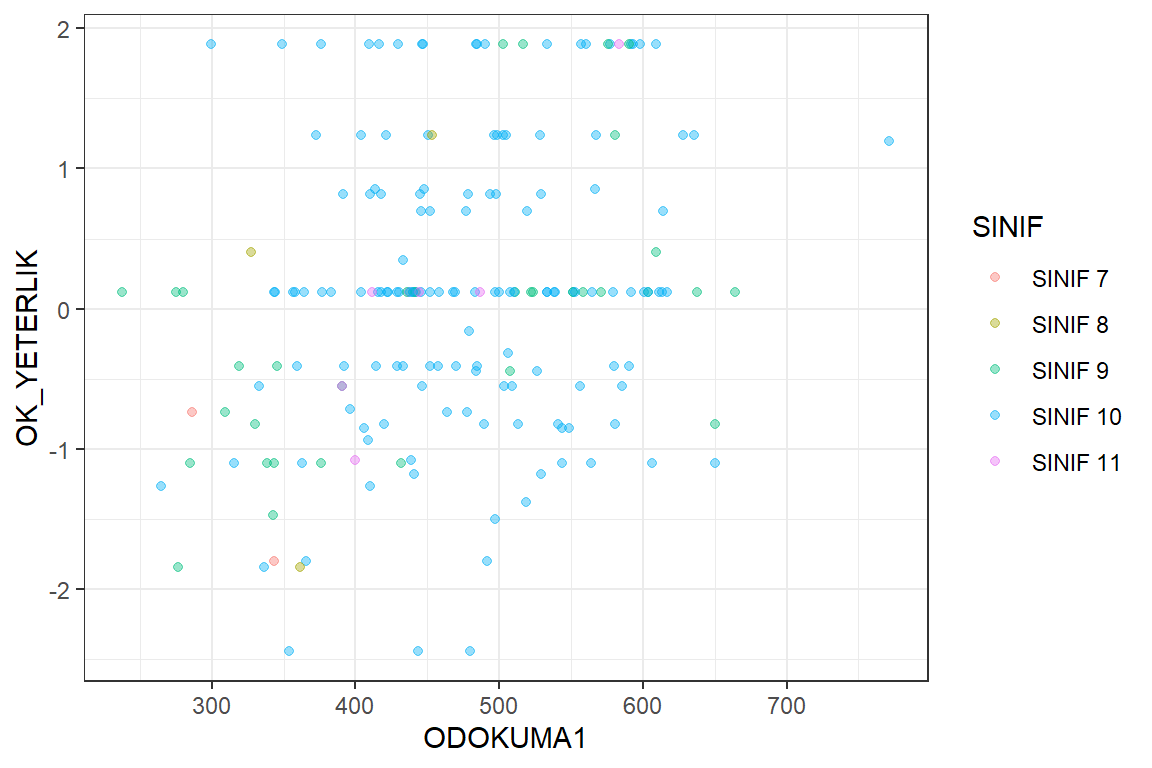 2
1
0
-1
-2
OK_YETERLIK
300 400 500 600 700
ODOKUMA1
SINIF
SINIF 7
SINIF 8
SINIF 9
SINIF 10
SINIF 11